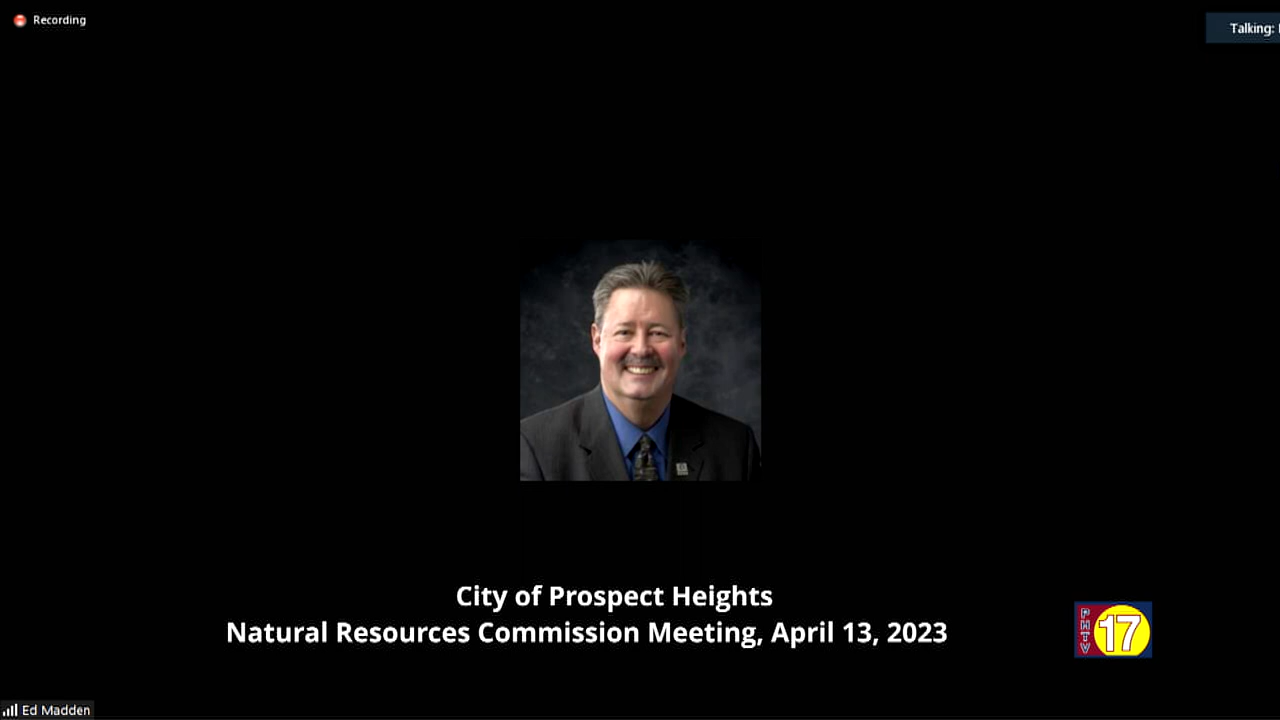 Recording
Talking:
City of Prospect Heights
Natural Resources Commission Meeting, April 13, 2023
PHTV
17
Ed Madden